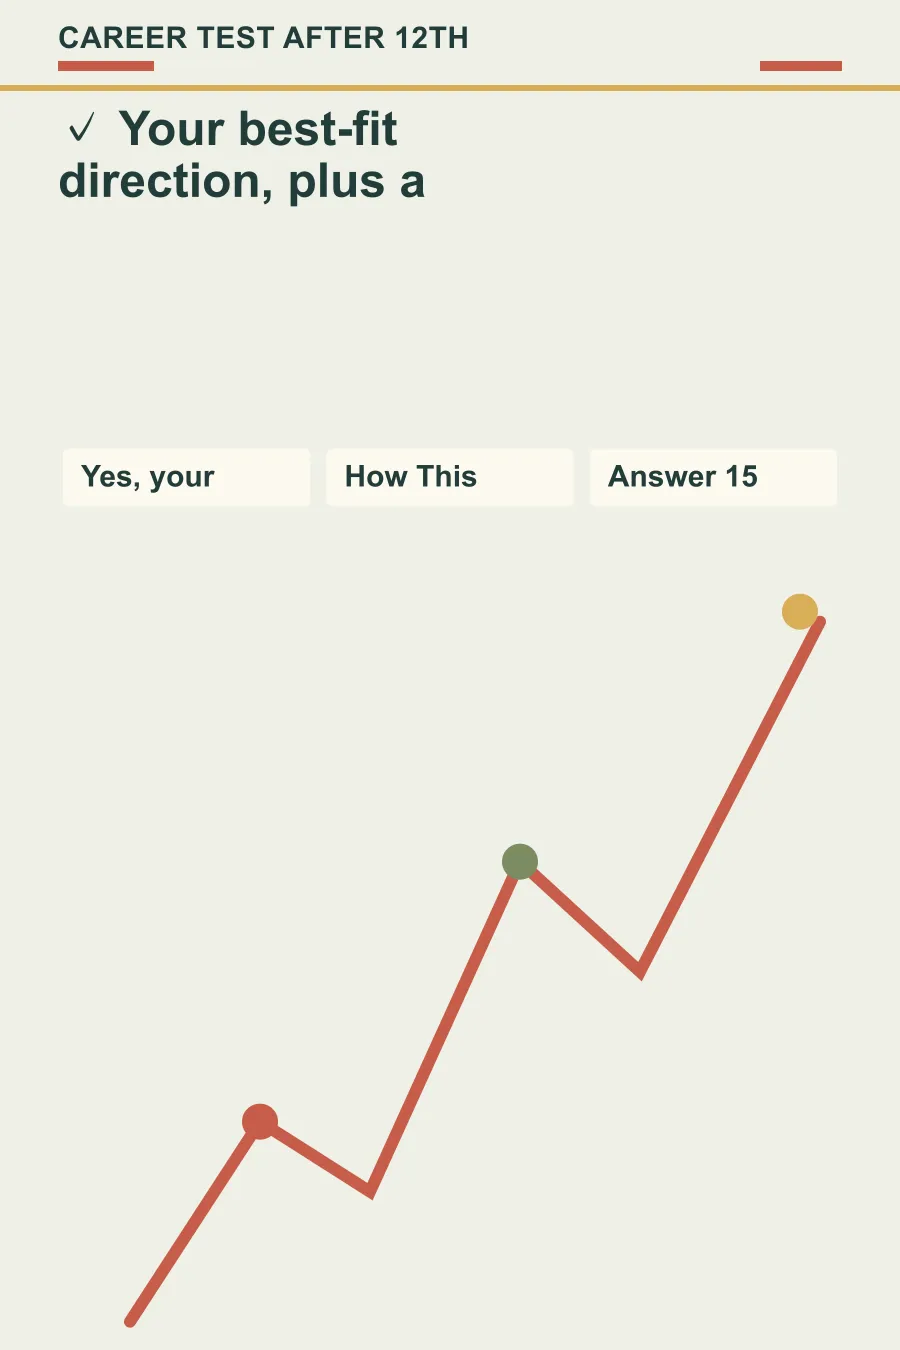 CAREER TEST AFTER 12TH
✓ Your best-fit
direction, plus a
Yes, your
How This
Answer 15